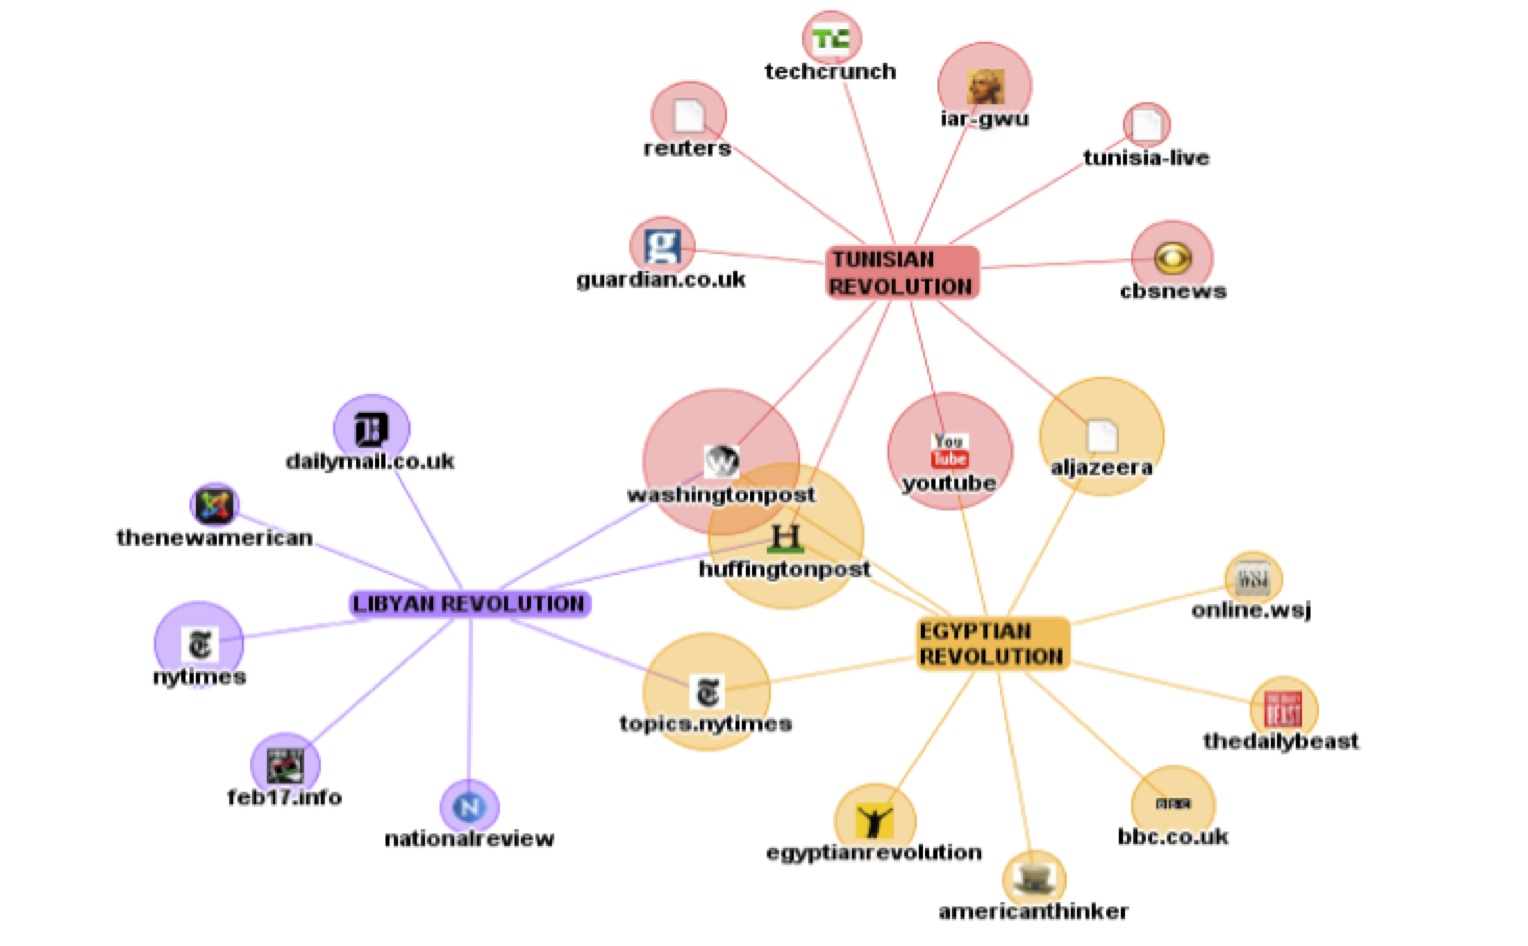 TC
techcrunch
iar-gwu
reuters
tunisia-live
g
guardian.co.uk
TUNISIAN
REVOLUTION
cbsnews
dailymail.co.uk
W
washingtonpost
You
Tube
youtube
aljazeera
thenewamerican
H
huffingtonpost
LIBYAN REVOLUTION
WSJ
online.wsj
EGYPTIAN
REVOLUTION
nytimes
topics.nytimes
BEAST
thedailybeast
feb17.info
N
nationalreview
egyptianrevolution
BBC
bbc.co.uk
americanthinker